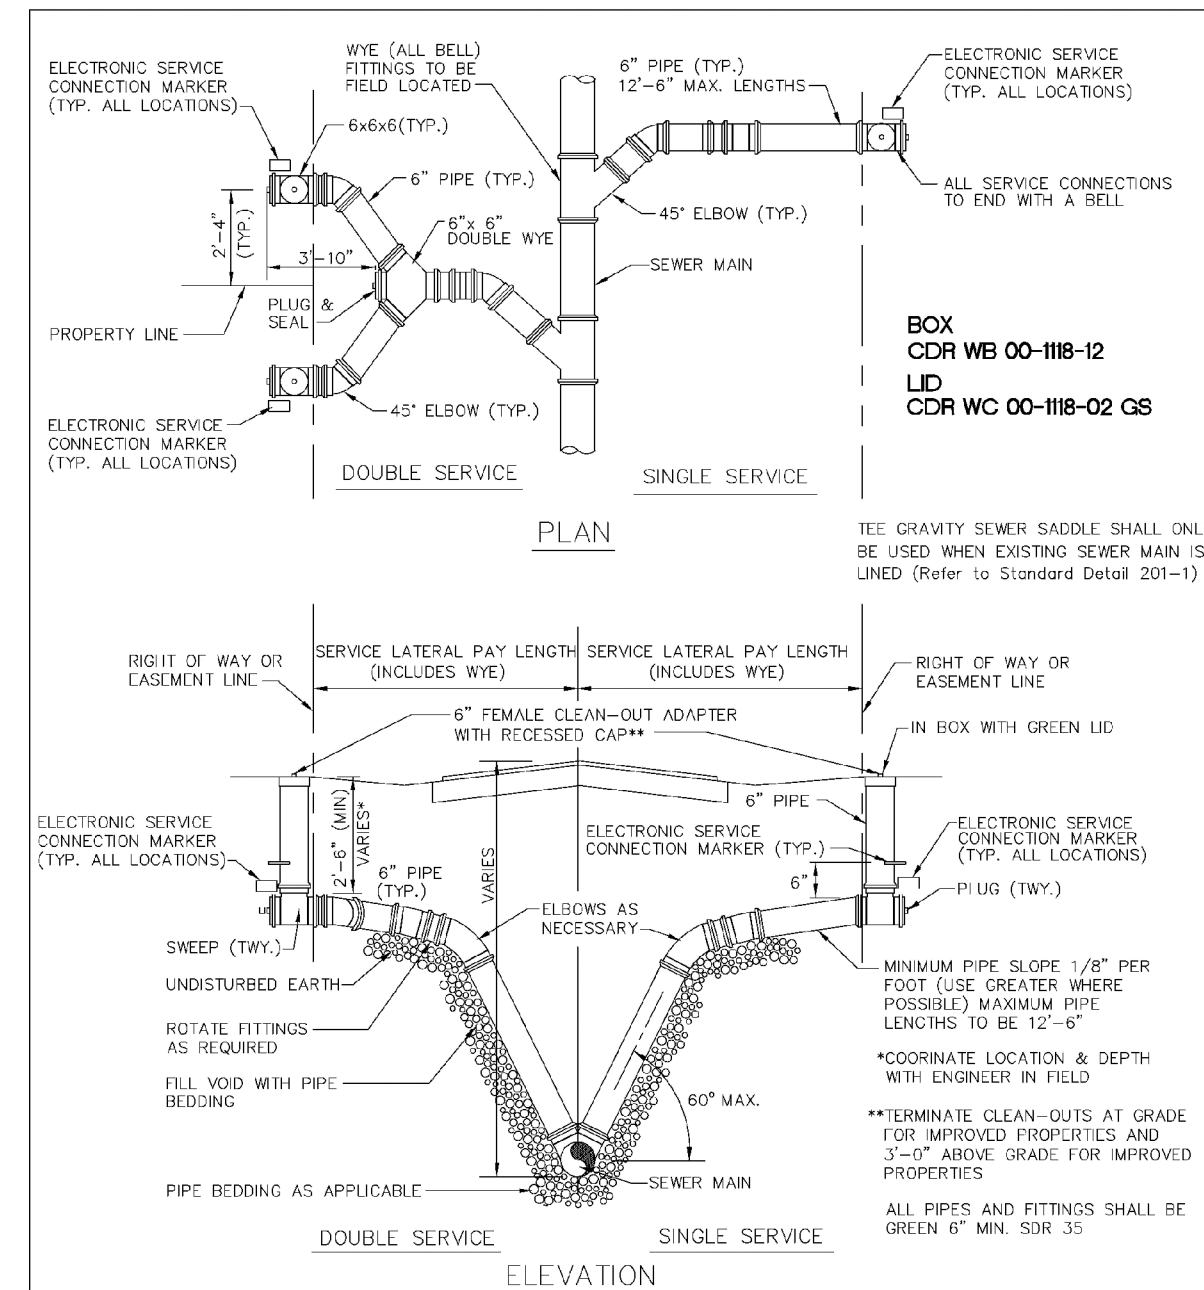 WYE (ALL BELL)
FITTINGS TO BE
FIELD LOCATED
ELECTRONIC SERVICE
CONNECTION MARKER
(TYP. ALL LOCATIONS)
6" PIPE (TYP.)
12'-6" MAX. LENGTHS
ELECTRONIC SERVICE
CONNECTION MARKER
(TYP. ALL LOCATIONS)
6x6x6(TYP.)
6" PIPE (TYP.)
ALL SERVICE CONNECTIONS
TO END WITH A BELL
45° ELBOW (TYP.)
6"x 6"
DOUBLE WYE
2'-4"
(TYP.)
3'-10"
SEWER MAIN
PLUG &
SEAL
PROPERTY LINE
BOX
CDR WB 00-1118-12
LID
CDR WC 00-1118-02 GS
45° ELBOW (TYP.)
ELECTRONIC SERVICE
CONNECTION MARKER
(TYP. ALL LOCATIONS)
DOUBLE SERVICE
SINGLE SERVICE
PLAN
TEE GRAVITY SEWER SADDLE SHALL ONL
BE USED WHEN EXISTING SEWER MAIN IS
LINED (Refer to Standard Detail 201-1)
RIGHT OF WAY OR
EASEMENT LINE
SERVICE LATERAL PAY LENGTH
(INCLUDES WYE)
SERVICE LATERAL PAY LENGTH
(INCLUDES WYE)
RIGHT OF WAY OR
EASEMENT LINE
6" FEMALE CLEAN-OUT ADAPTER
WITH RECESSED CAP**
IN BOX WITH GREEN LID
2'-6" (MIN)
VARIES*
VARIES
6" PIPE
ELECTRONIC SERVICE
CONNECTION MARKER
(TYP. ALL LOCATIONS)
ELECTRONIC SERVICE
CONNECTION MARKER (TYP.)
ELECTRONIC SERVICE
CONNECTION MARKER
(TYP. ALL LOCATIONS)
6" PIPE
(TYP.)
6"
PLUG (TWY.)
ELBOWS AS
NECESSARY
SWEEP (TWY.)
UNDISTURBED EARTH
MINIMUM PIPE SLOPE 1/8" PER
FOOT (USE GREATER WHERE
POSSIBLE) MAXIMUM PIPE
LENGTHS TO BE 12'-6"
ROTATE FITTINGS
AS REQUIRED
*COORINATE LOCATION & DEPTH
WITH ENGINEER IN FIELD
FILL VOID WITH PIPE
BEDDING
60° MAX.
**TERMINATE CLEAN-OUTS AT GRADE
FOR IMPROVED PROPERTIES AND
3'-0" ABOVE GRADE FOR IMPROVED
PROPERTIES
PIPE BEDDING AS APPLICABLE
SEWER MAIN
ALL PIPES AND FITTINGS SHALL BE
GREEN 6" MIN. SDR 35
DOUBLE SERVICE
SINGLE SERVICE
ELEVATION